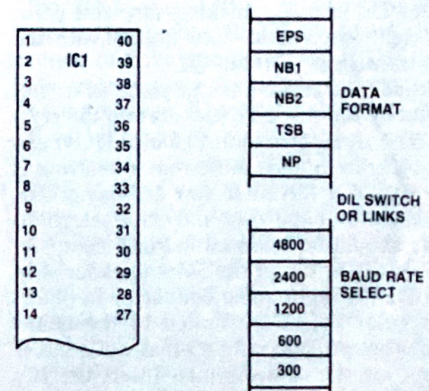 1 40
2 IC1 39
3 38
4 37
5 36
6 35
7 34
8 33
9 32
10 31
11 30
12 29
13 28
14 27
EPS
NB1
NB2
TSB
NP
DATA
FORMAT
DIL SWITCH
OR LINKS
4800
2400
1200
600
300
BAUD RATE
SELECT